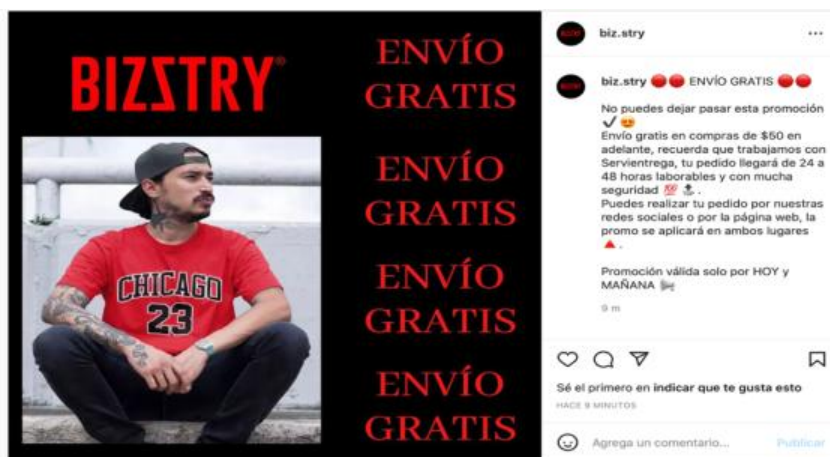 BIZSTRY®
ENVÍO
GRATIS
ENVÍO
GRATIS
ENVÍO
GRATIS
ENVÍO
GRATIS
CHICAGO
23
biz.stry
biz.stry 🔴🔴 ENVÍO GRATIS 🔴🔴
No puedes dejar pasar esta promoción
✔️😍
Envío gratis en compras de $50 en
adelante, recuerda que trabajamos con
Servientrega, tu pedido llegará de 24 a
48 horas laborables y con mucha
seguridad 💯 .
Puedes realizar tu pedido por nuestras
redes sociales o por la página web, la
promo se aplicará en ambos lugares
🔺 .
Promoción válida solo por HOY y
MAÑANA
9 m
Sé el primero en indicar que te gusta esto
HACE 9 MINUTOS
Agrega un comentario...
Publicar